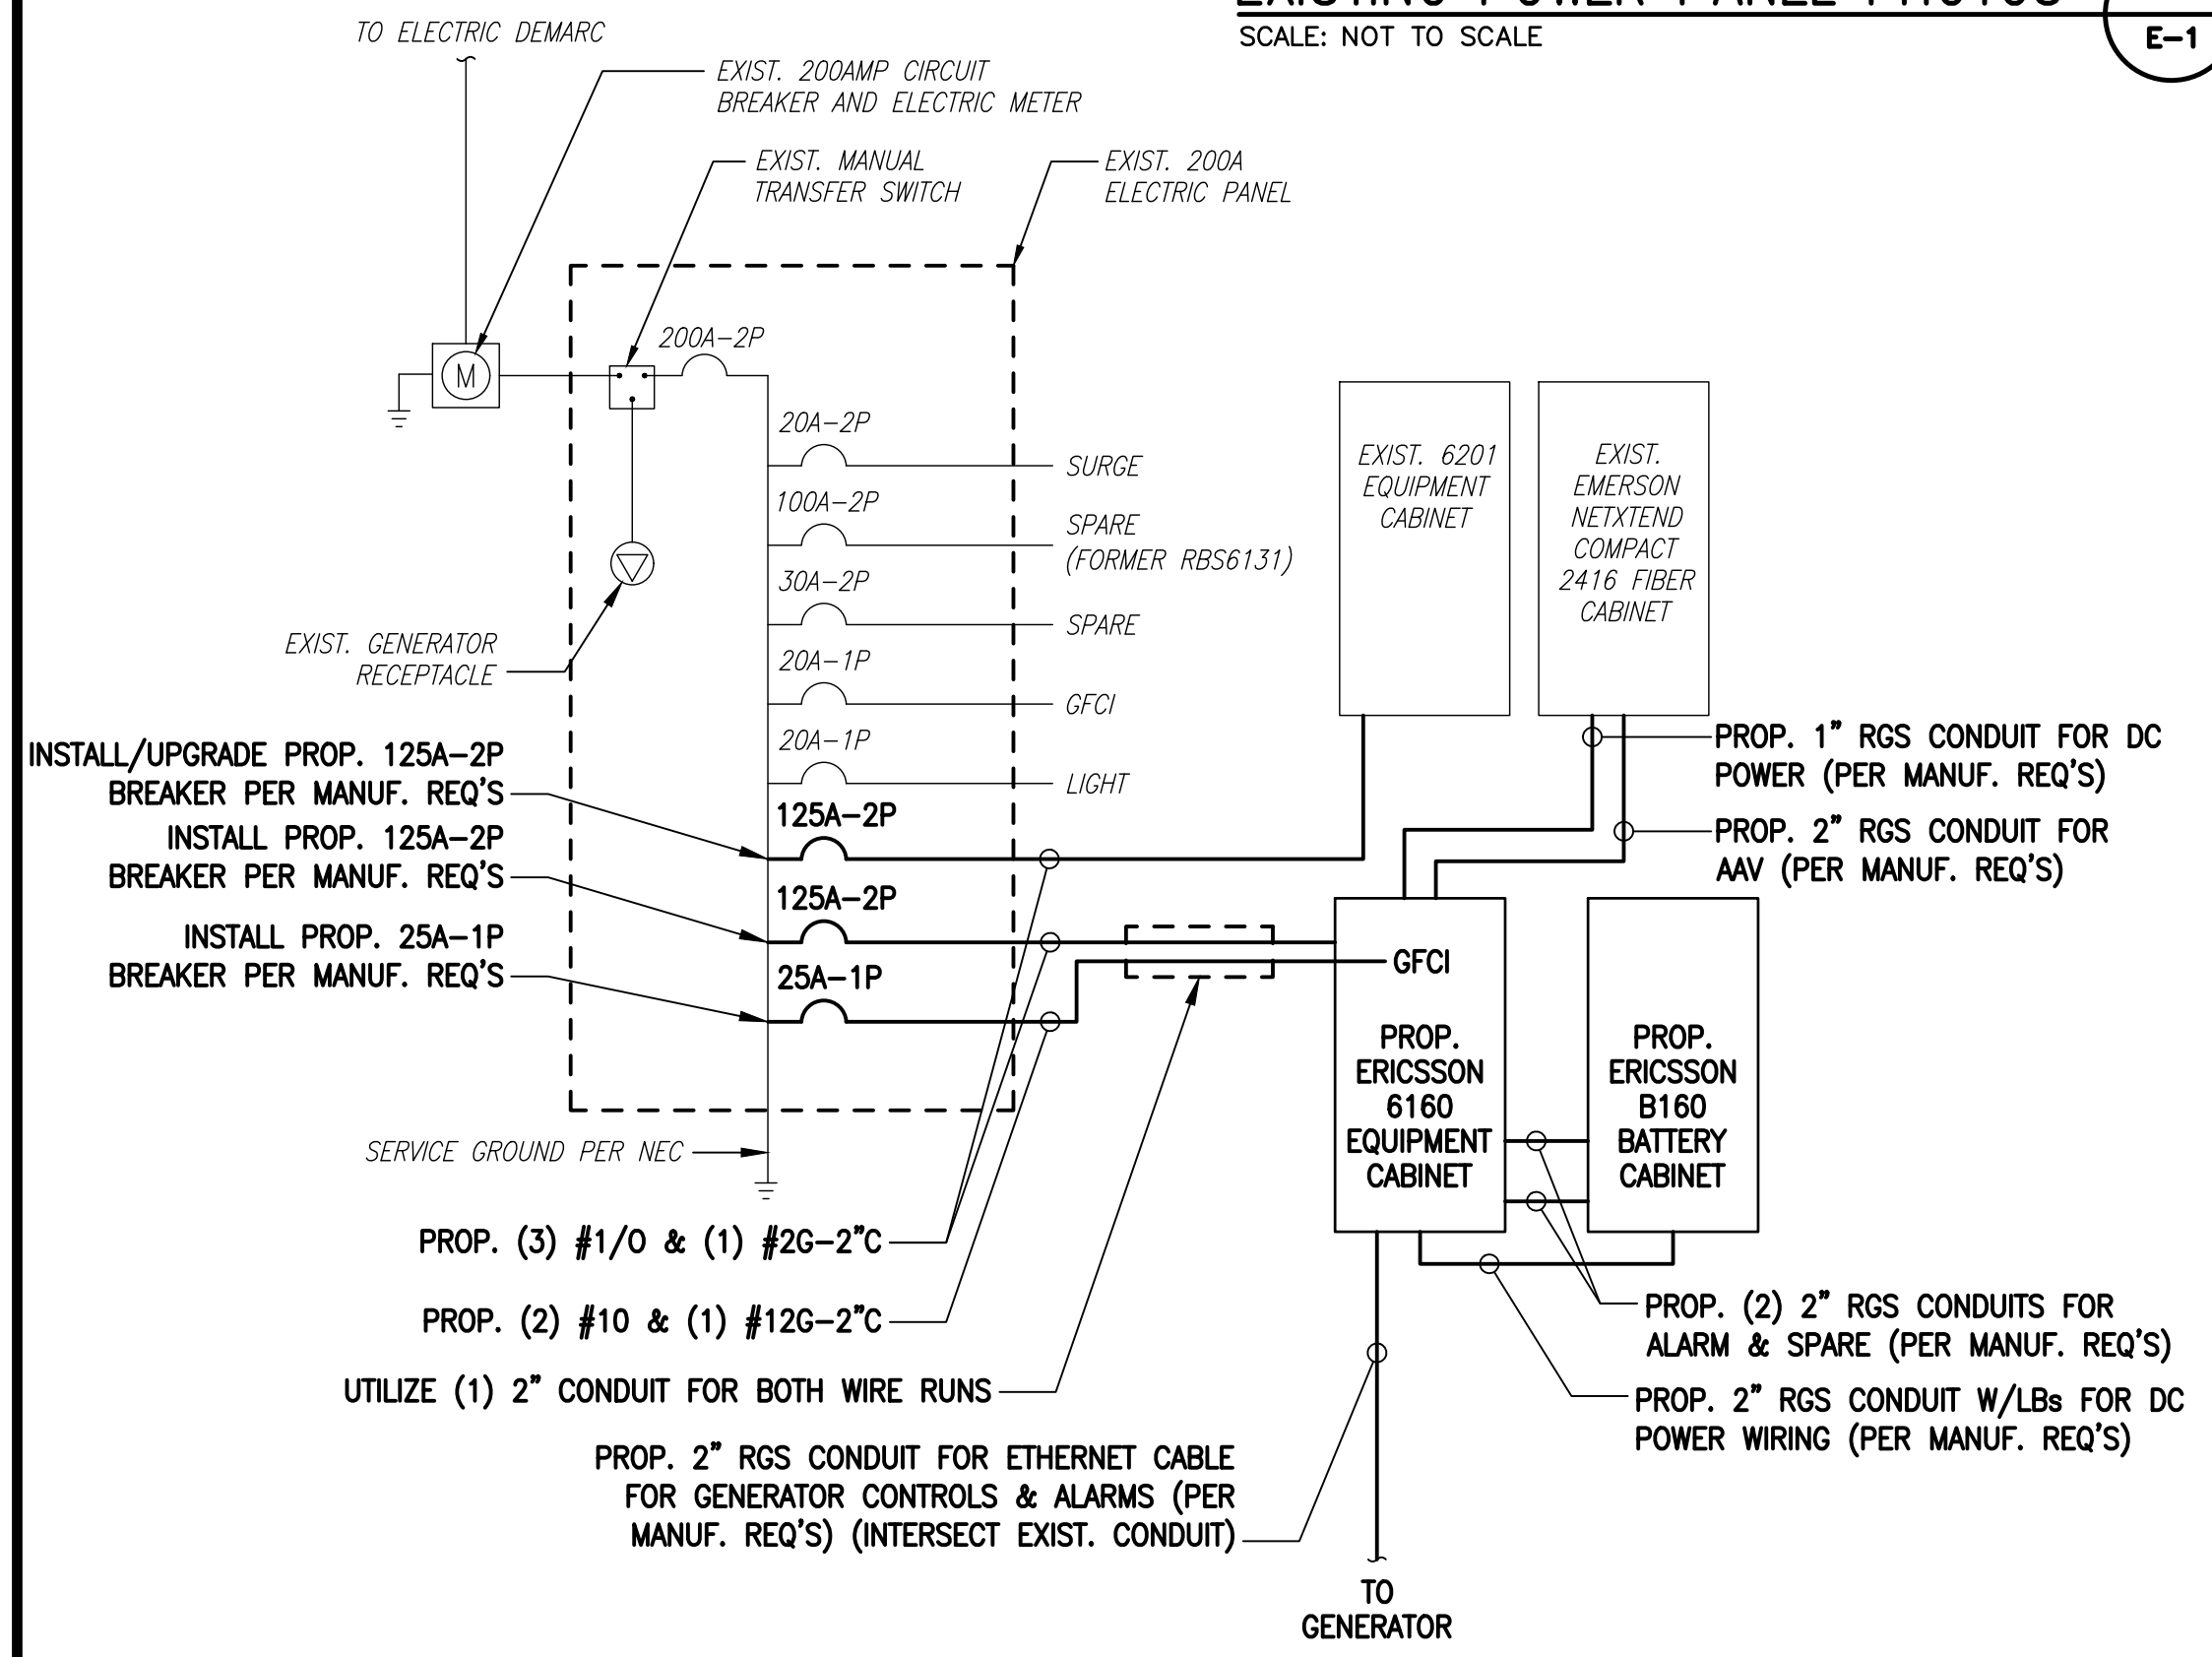 EXISTING POWER PANEL PHOTOS
SCALE: NOT TO SCALE
E-1
TO ELECTRIC DEMARC
EXIST. 200AMP CIRCUIT
BREAKER AND ELECTRIC METER
EXIST. MANUAL
TRANSFER SWITCH
EXIST. 200A
ELECTRIC PANEL
200A-2P
M
20A-2P
SURGE
100A-2P
SPARE
(FORMER RBS6131)
30A-2P
SPARE
20A-1P
GFCI
20A-1P
LIGHT
EXIST. GENERATOR
RECEPTACLE
EXIST. 6201
EQUIPMENT
CABINET
EXIST.
EMERSON
NETXTEND
COMPACT
2416 FIBER
CABINET
INSTALL/UPGRADE PROP. 125A-2P
BREAKER PER MANUF. REQ'S
INSTALL PROP. 125A-2P
BREAKER PER MANUF. REQ'S
INSTALL PROP. 25A-1P
BREAKER PER MANUF. REQ'S
125A-2P
125A-2P
25A-1P
PROP. 1" RGS CONDUIT FOR DC
POWER (PER MANUF. REQ'S)
PROP. 2" RGS CONDUIT FOR
AAV (PER MANUF. REQ'S)
GFCI
PROP.
ERICSSON
6160
EQUIPMENT
CABINET
PROP.
ERICSSON
B160
BATTERY
CABINET
SERVICE GROUND PER NEC
PROP. (3) #1/0 & (1) #2G-2"C
PROP. (2) #10 & (1) #12G-2"C
UTILIZE (1) 2" CONDUIT FOR BOTH WIRE RUNS
PROP. 2" RGS CONDUIT FOR ETHERNET CABLE
FOR GENERATOR CONTROLS & ALARMS (PER
MANUF. REQ'S) (INTERSECT EXIST. CONDUIT)
PROP. (2) 2" RGS CONDUITS FOR
ALARM & SPARE (PER MANUF. REQ'S)
PROP. 2" RGS CONDUIT W/LBs FOR DC
POWER WIRING (PER MANUF. REQ'S)
TO
GENERATOR